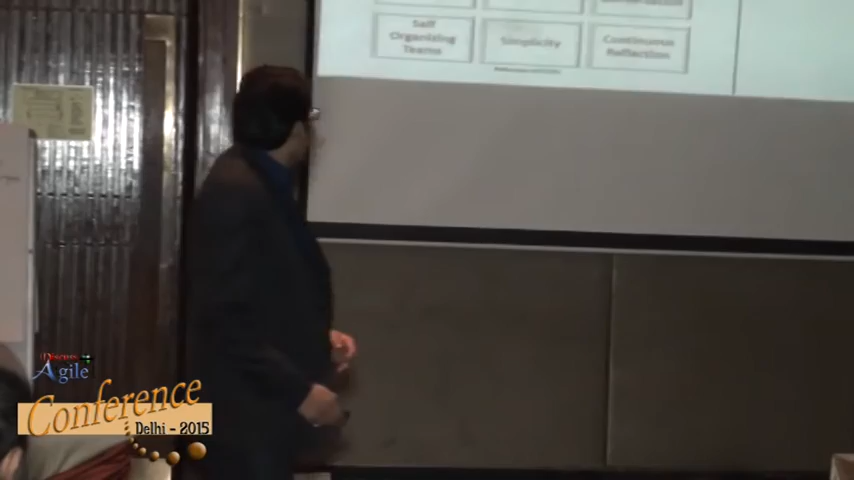 Self
Organizing
Teams
Simplicity
Continuous
Reflection
Discuss
Agile
Conference
Delhi - 2015